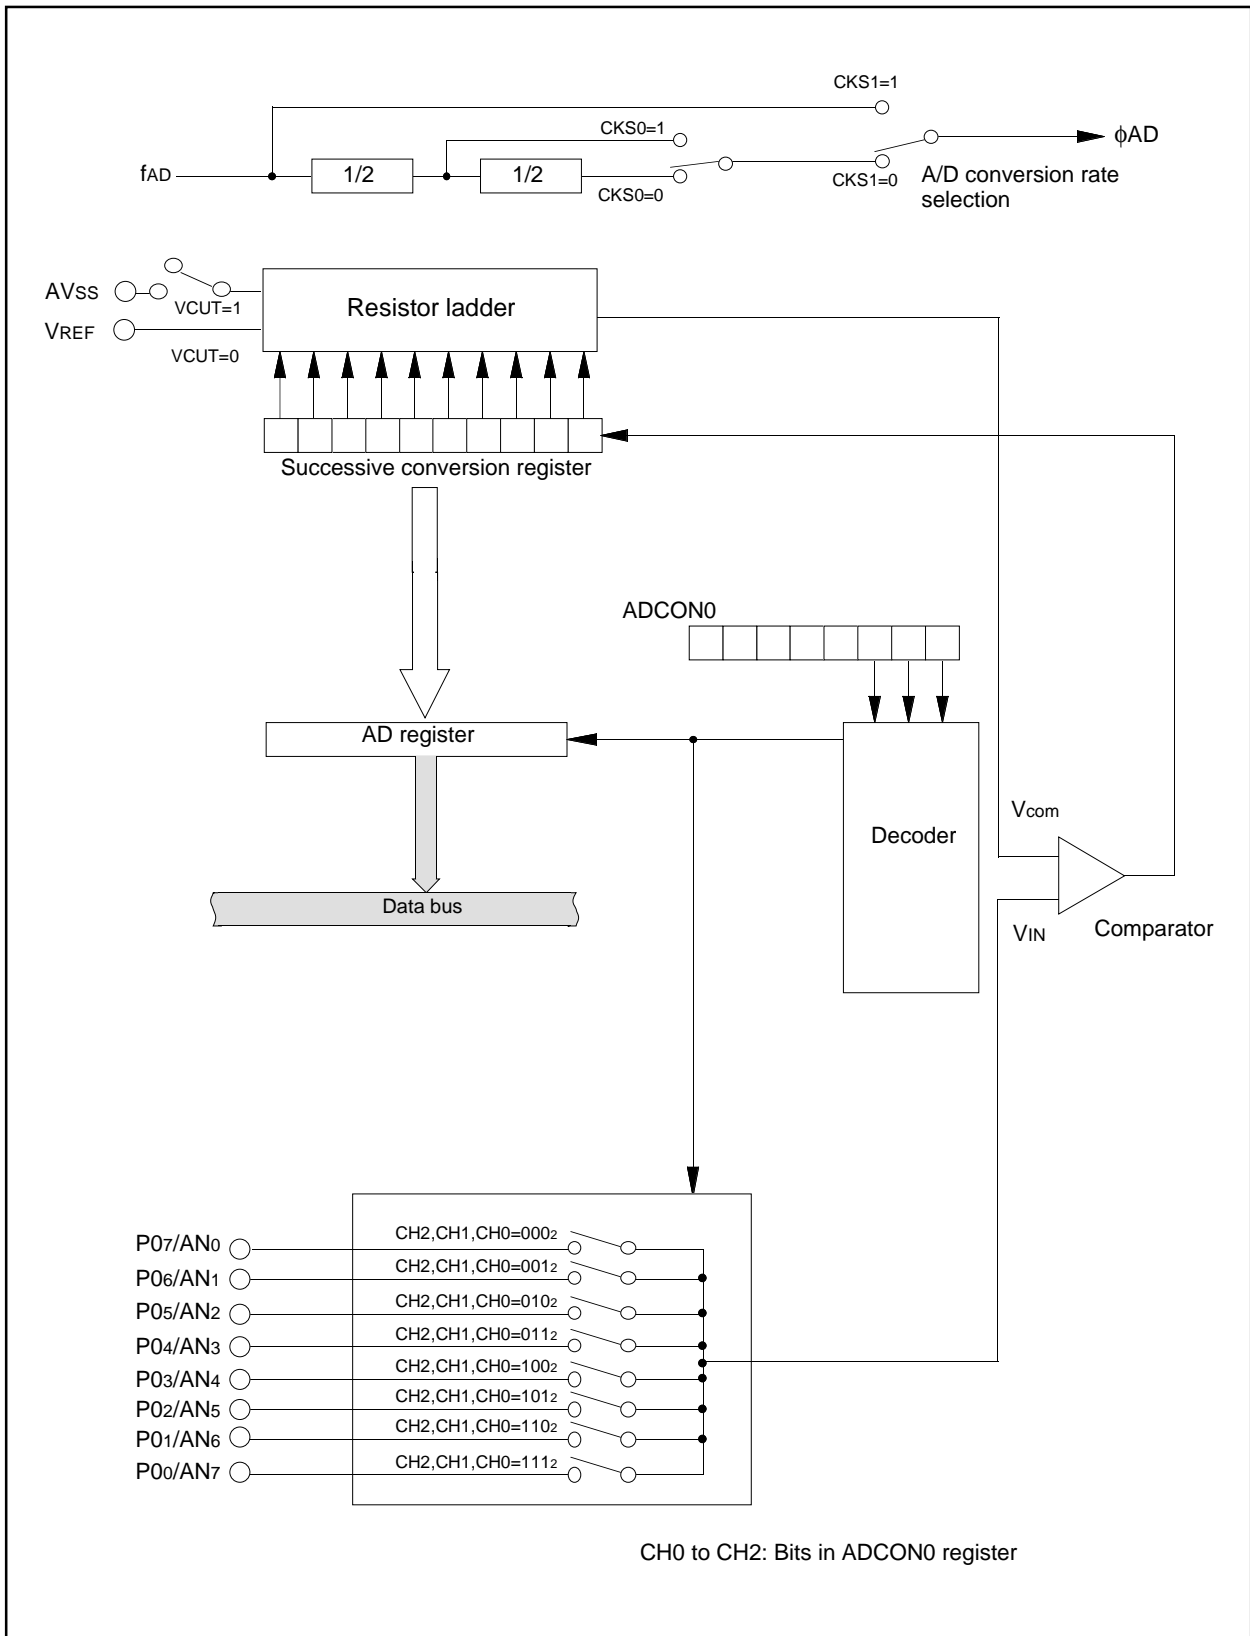 CKS1=1
CKS0=1
fAD
1/2
1/2
CKS0=0
CKS1=0
ϕAD
A/D conversion rate
selection
AVSS
VCUT=1
Resistor ladder
VREF
VCUT=0
Successive conversion register
ADCON0
AD register
Decoder
Vcom
Data bus
VIN
Comparator
P07/AN0
CH2,CH1,CH0=0002
P06/AN1
CH2,CH1,CH0=0012
P05/AN2
CH2,CH1,CH0=0102
P04/AN3
CH2,CH1,CH0=0112
P03/AN4
CH2,CH1,CH0=1002
P02/AN5
CH2,CH1,CH0=1012
P01/AN6
CH2,CH1,CH0=1102
P00/AN7
CH2,CH1,CH0=1112
CH0 to CH2: Bits in ADCON0 register